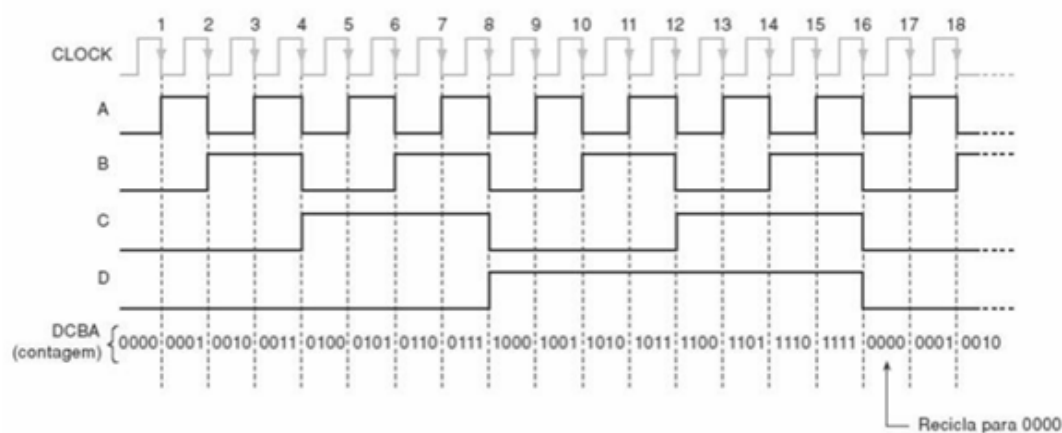 1 2 3 4 5 6 7 8 9 10 11 12 13 14 15 16 17 18
CLOCK
A
B
C
D
DCBA
(contagem)
0000 0001 0010 0011 0100 0101 0110 0111 1000 1001 1010 1011 1100 1101 1110 1111 0000 0001 0010
Recicla para 0000